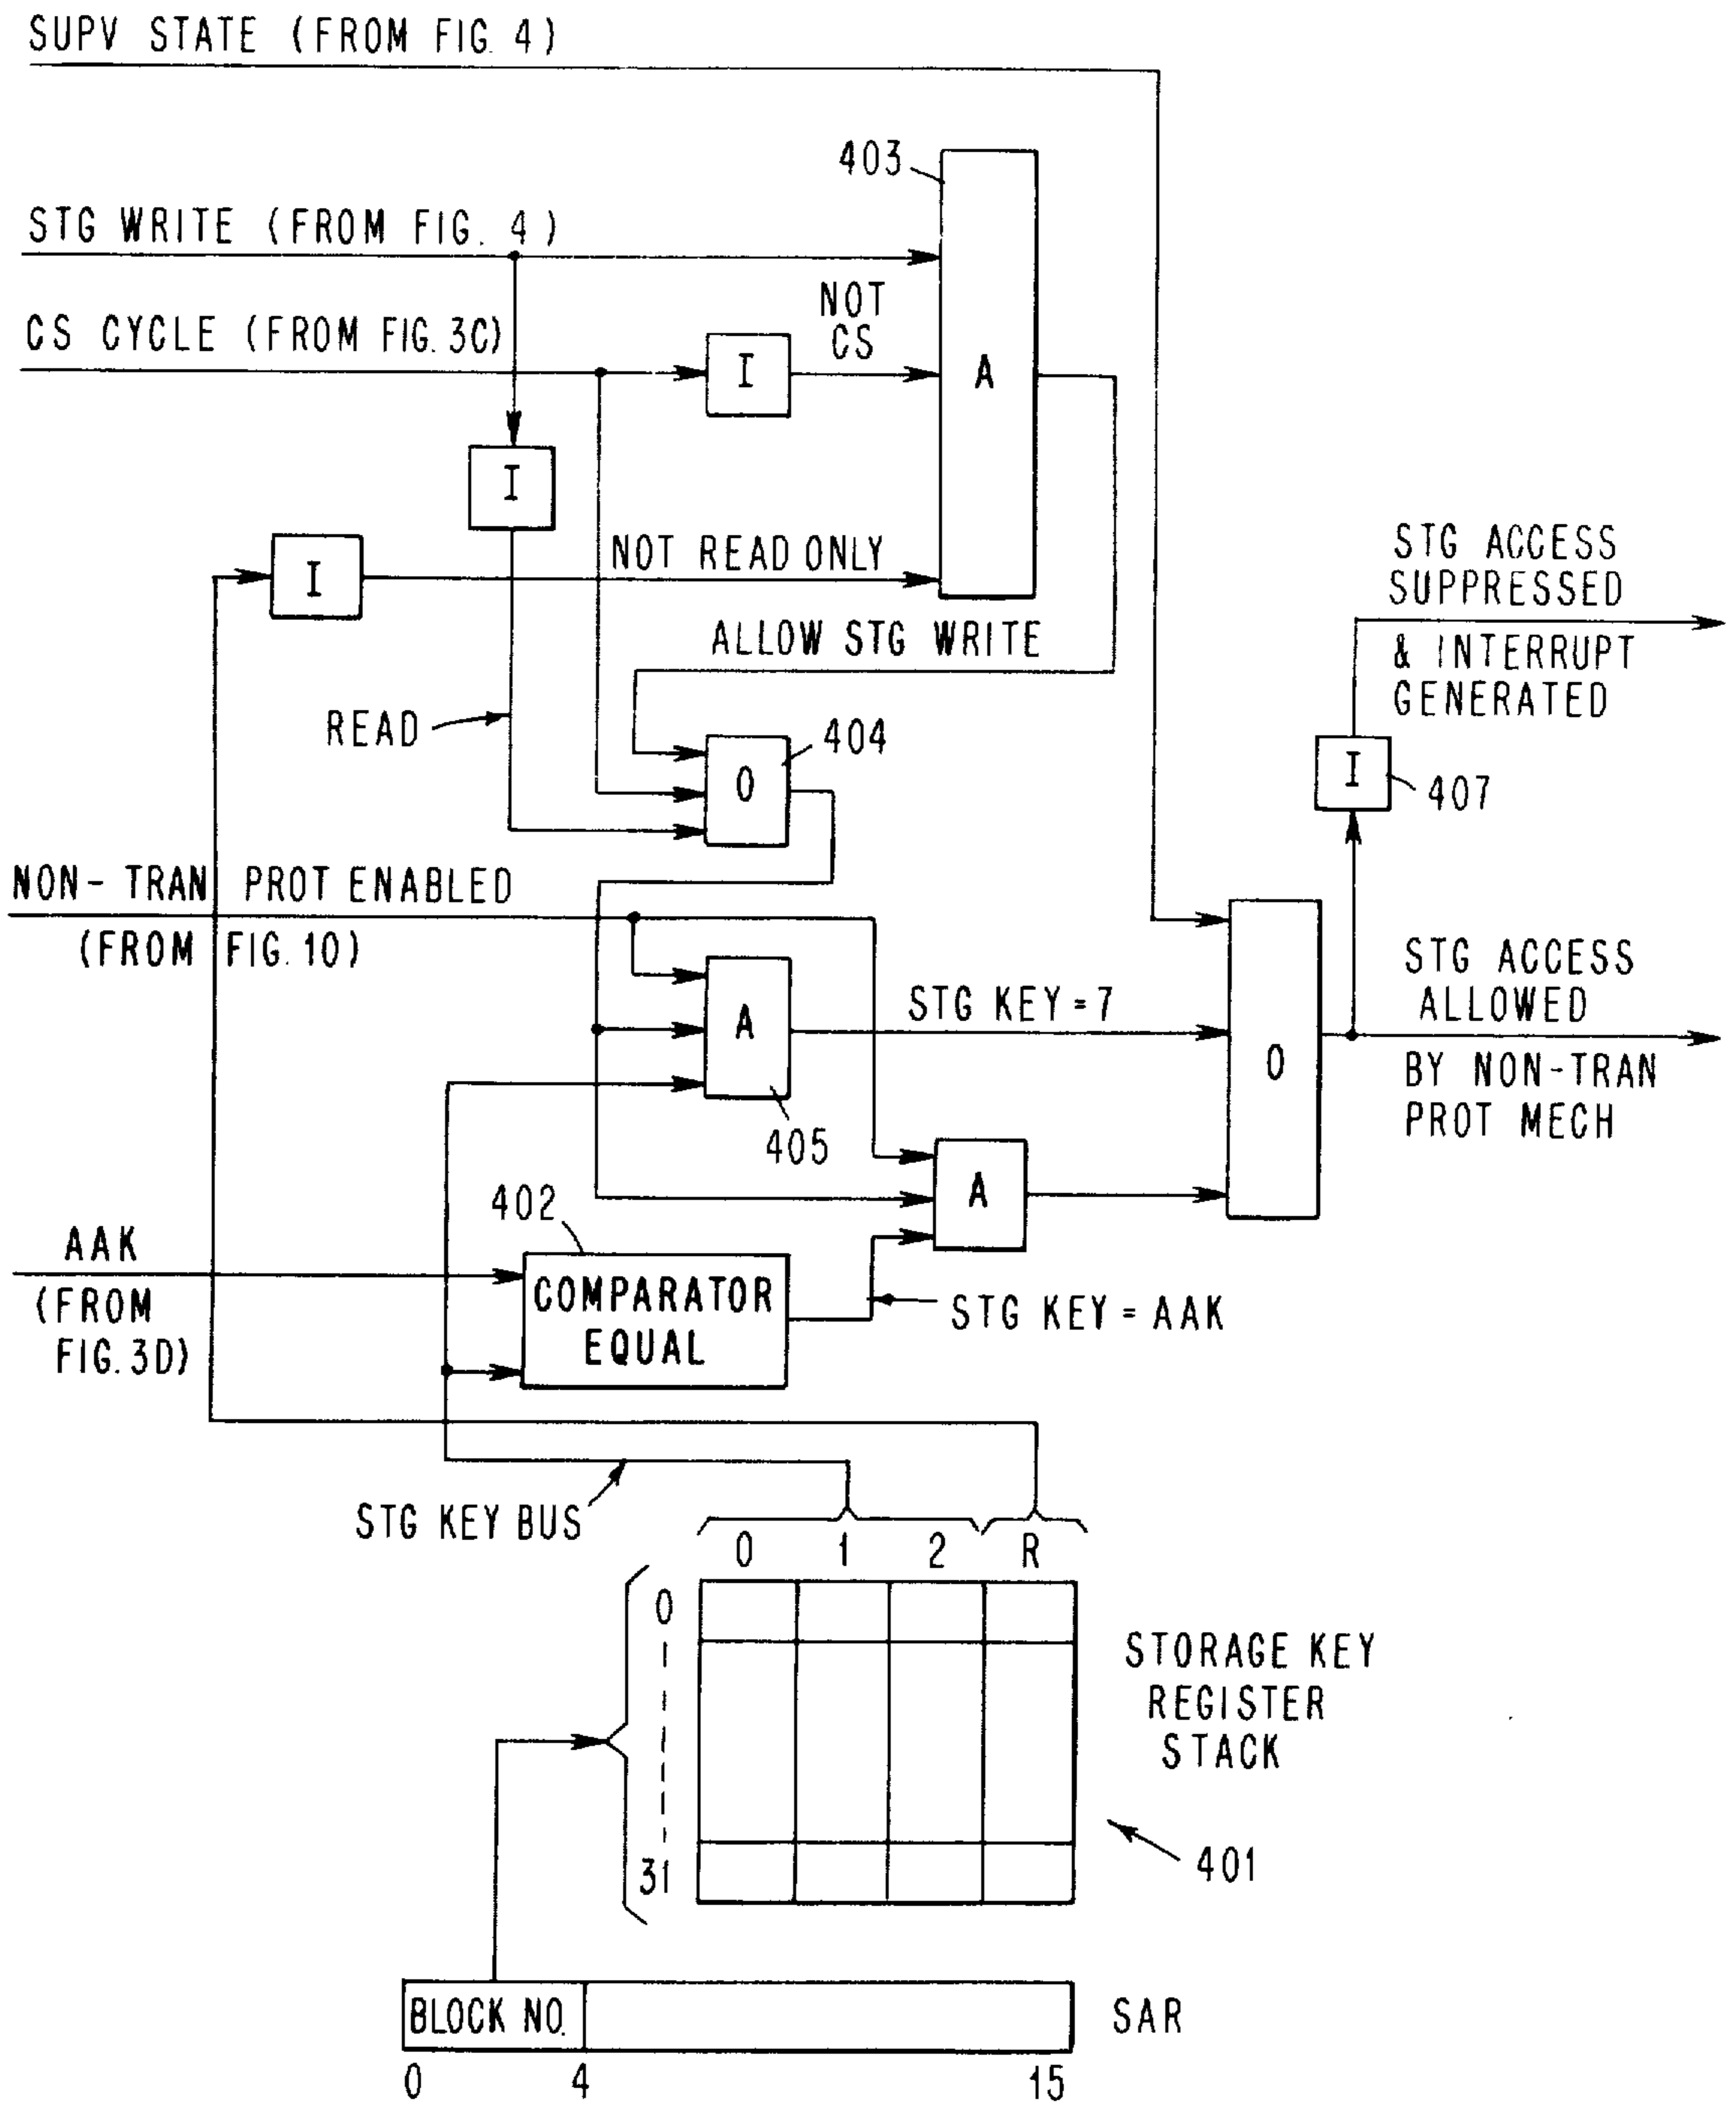 SUPV STATE (FROM FIG. 4)
403
STG WRITE (FROM FIG. 4)
NOT
CS
CS CYCLE (FROM FIG. 3C)
I
A
I
I
NOT READ ONLY
STG ACCESS
SUPPRESSED
& INTERRUPT
GENERATED
ALLOW STG WRITE
READ
404
O
I
407
NON-TRAN PROT ENABLED
(FROM FIG. 10)
STG ACCESS
ALLOWED
BY NON-TRAN
PROT MECH
A
STG KEY = 7
O
405
A
402
AAK
(FROM
FIG. 3D)
COMPARATOR
EQUAL
STG KEY = AAK
STG KEY BUS
0 1 2 R
0
31
STORAGE KEY
REGISTER
STACK
401
BLOCK NO.
SAR
0 4 15